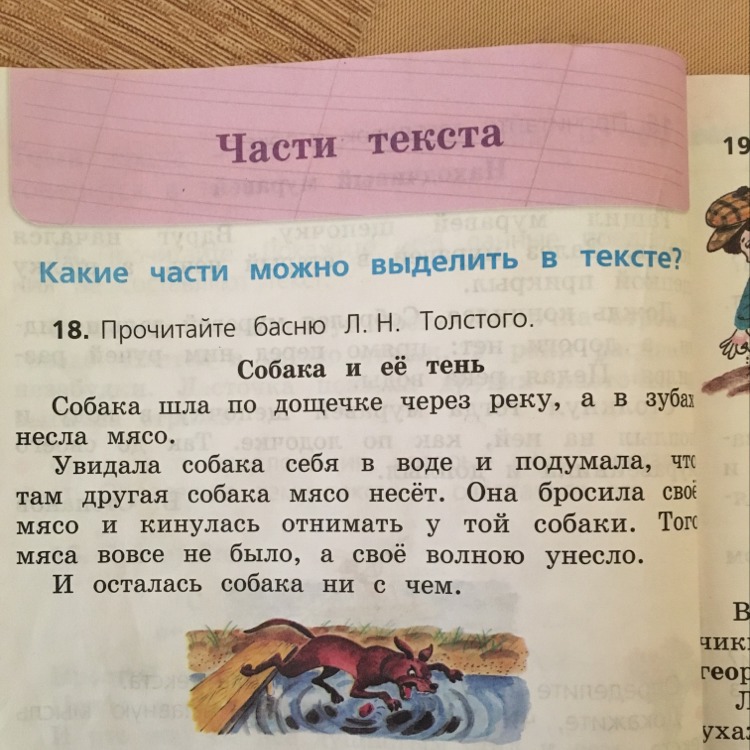 Части текста
Какие части можно выделить в тексте?
18. Прочитайте басню Л. Н. Толстого.
Собака и её тень
Собака шла по дощечке через реку, а в зубах
несла мясо.
Увидала собака себя в воде и подумала, что
там другая собака мясо несёт. Она бросила своё
мясо и кинулась отнимать у той собаки. Того
мяса вовсе не было, а своё волною унесло.
И осталась собака ни с чем.
19